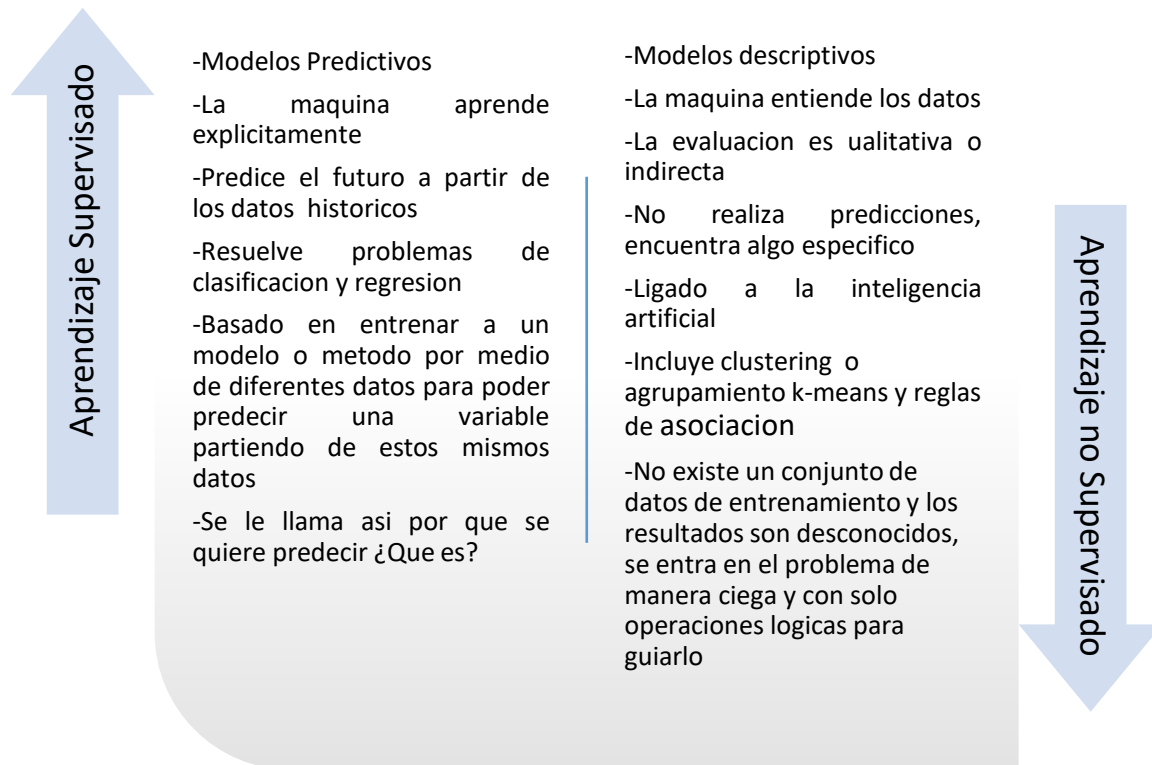 Aprendizaje Supervisado
-Modelos Predictivos
-La maquina aprende
explicitamente
-Predice el futuro a partir de
los datos historicos
-Resuelve problemas de
clasificacion y regresion
-Basado en entrenar a un
modelo o metodo por medio
de diferentes datos para poder
predecir una variable
partiendo de estos mismos
datos
-Se le llama asi por que se
quiere predecir ¿Que es?
-Modelos descriptivos
-La maquina entiende los datos
-La evaluacion es ualitativa o
indirecta
-No realiza predicciones,
encuentra algo especifico
-Ligado a la inteligencia
artificial
-Incluye clustering o
agrupamiento k-means y reglas
de asociacion
-No existe un conjunto de
datos de entrenamiento y los
resultados son desconocidos,
se entra en el problema de
manera ciega y con solo
operaciones logicas para
guiarlo
Aprendizaje no Supervisado